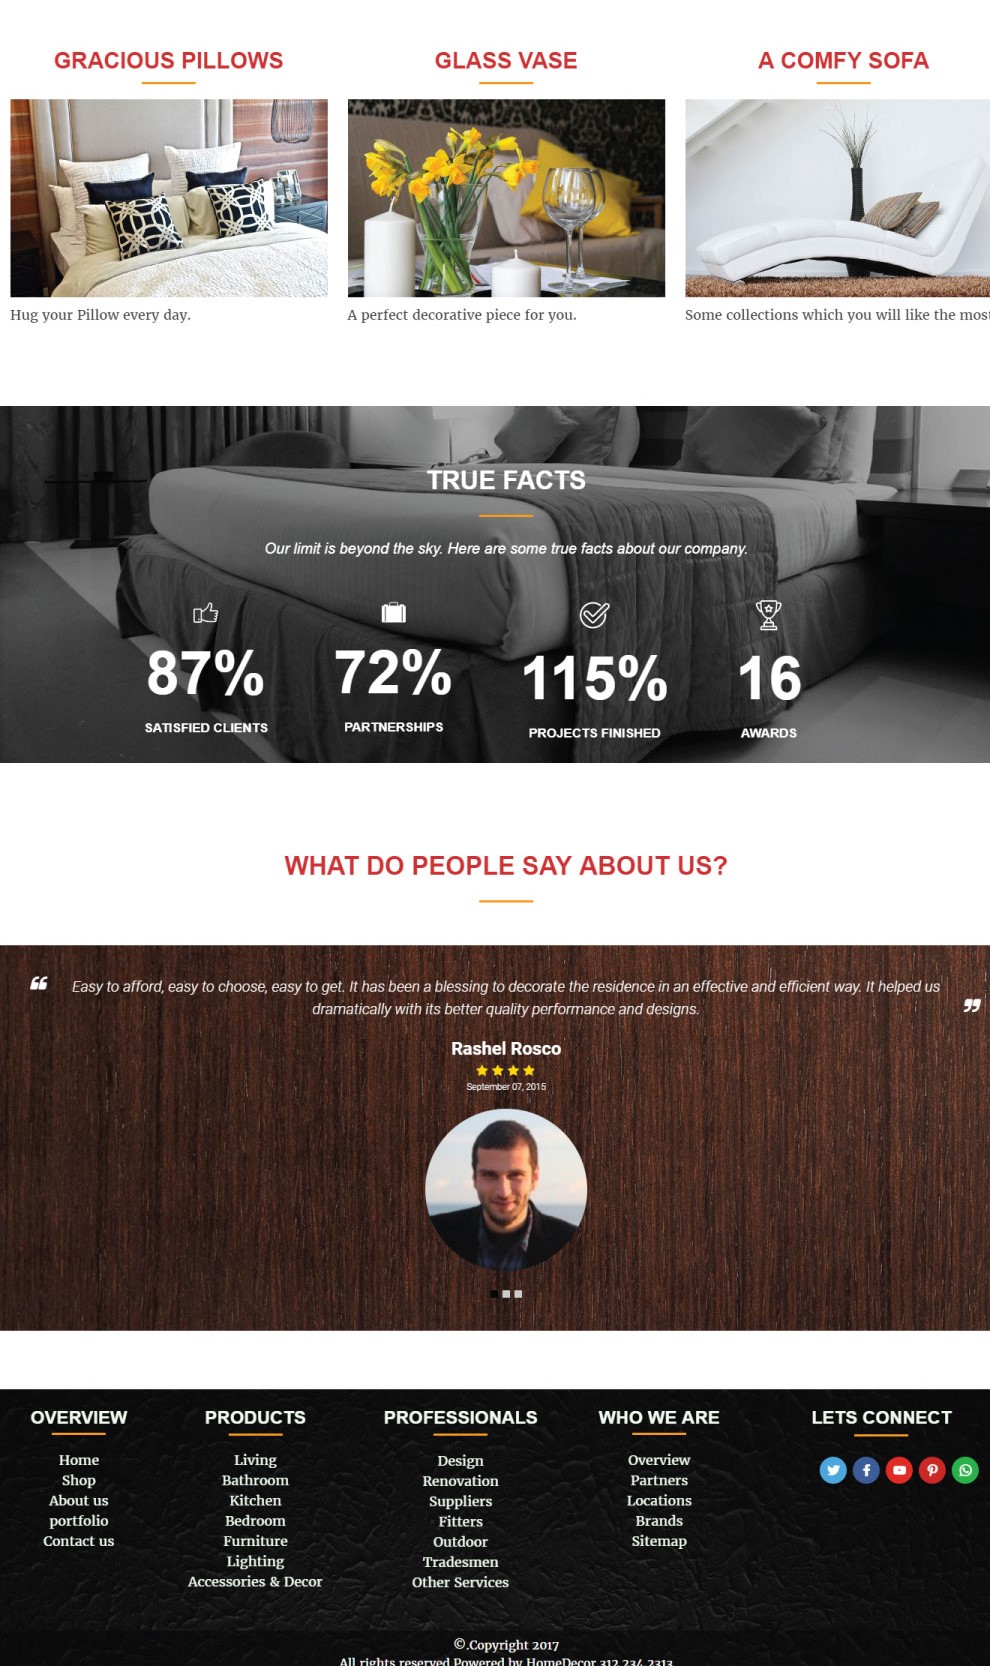 GRACIOUS PILLOWS
GLASS VASE
A COMFY SOFA
Hug your Pillow every day.
A perfect decorative piece for you.
Some collections which you will like the most
TRUE FACTS
Our limit is beyond the sky. Here are some true facts about our company.
87%
72%
115%
16
SATISFIED CLIENTS
PARTNERSHIPS
PROJECTS FINISHED
AWARDS
WHAT DO PEOPLE SAY ABOUT US?
“ Easy to afford, easy to choose, easy to get. It has been a blessing to decorate the residence in an effective and efficient way. It helped us
dramatically with its better quality performance and designs. ”
Rashel Rosco
September 07, 2015
OVERVIEW
Home
Shop
About us
portfolio
Contact us
PRODUCTS
Living
Bathroom
Kitchen
Bedroom
Furniture
Lighting
Accessories & Decor
PROFESSIONALS
Design
Renovation
Suppliers
Fitters
Outdoor
Tradesmen
Other Services
WHO WE ARE
Overview
Partners
Locations
Brands
Sitemap
LETS CONNECT
©.Copyright 2017
All rights reserved Powered by HomeDecor 312.234.2313